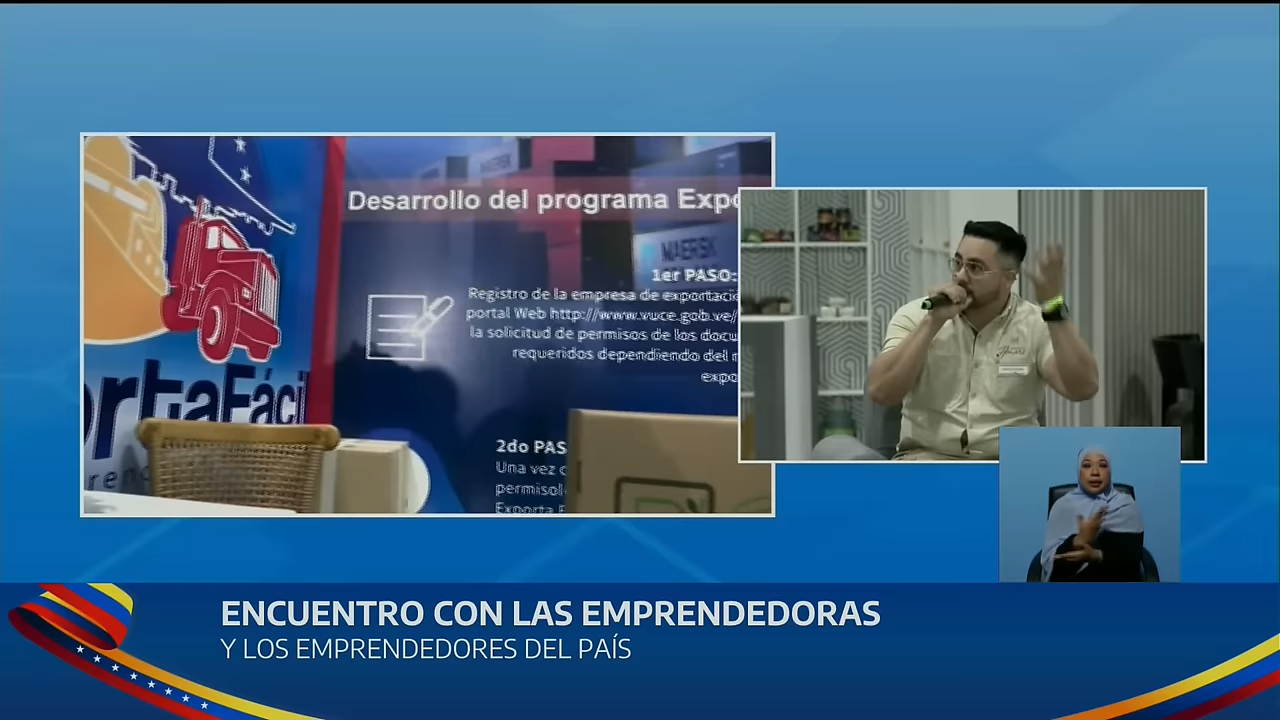 Desarrollo del programa Expo
MAERSK
1er PASO:
Registro de la empresa de exportació
portal Web http://www.vuce.gob.ve/
la solicitud de permisos de los docu
requeridos dependiendo del
expo
rtaFácil
2do PAS
Una vez
permisol
Exporta
ENCUENTRO CON LAS EMPRENDEDORAS
Y LOS EMPRENDEDORES DEL PAÍS